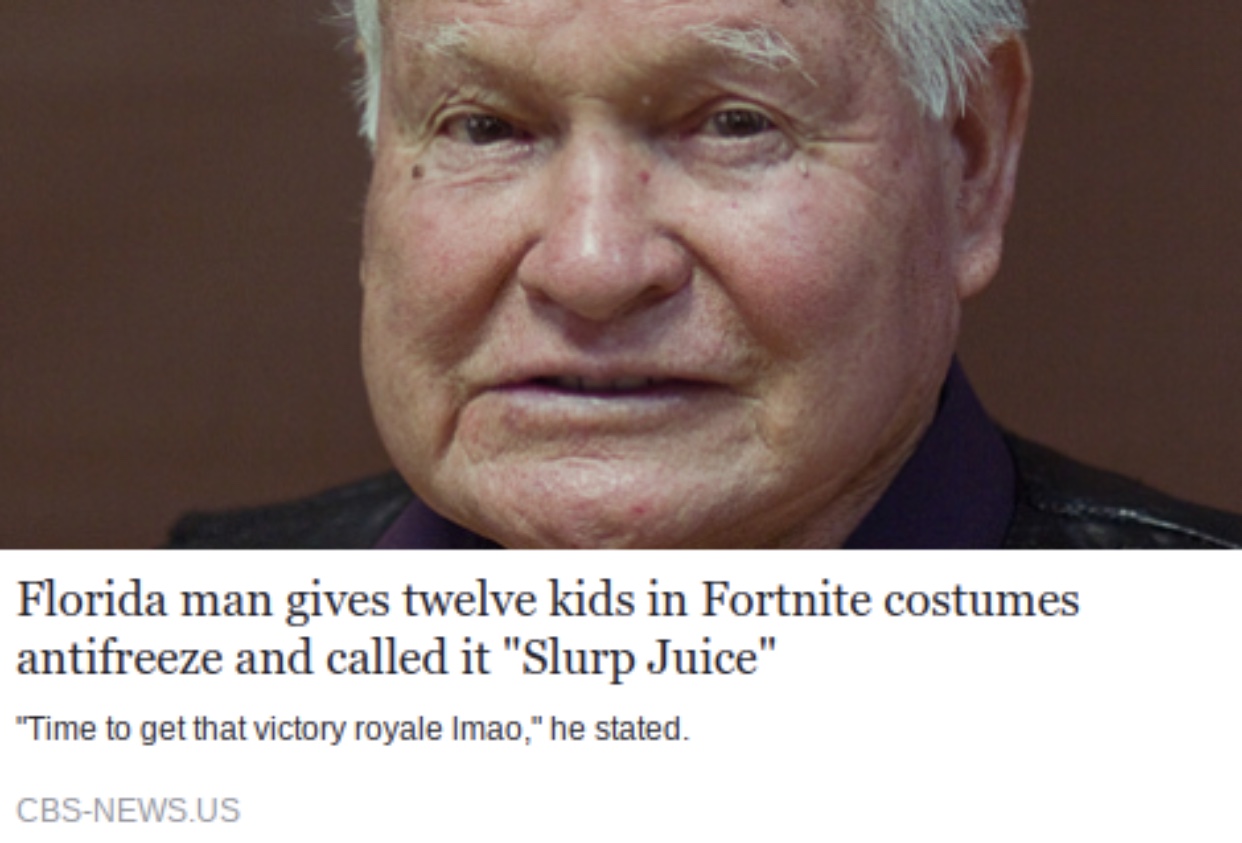 Florida man gives twelve kids in Fortnite costumes
antifreeze and called it "Slurp Juice"
"Time to get that victory royale lmao," he stated.
CBS-NEWS.US